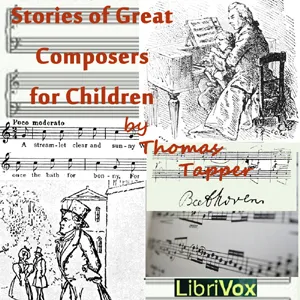 Stories of Great
Composers
for Children
by
Thomas
Tapper
Poco moderato
A stream-let clear and sun-ny
once the bath for bon-ny. For
Beethoven
LibriVox